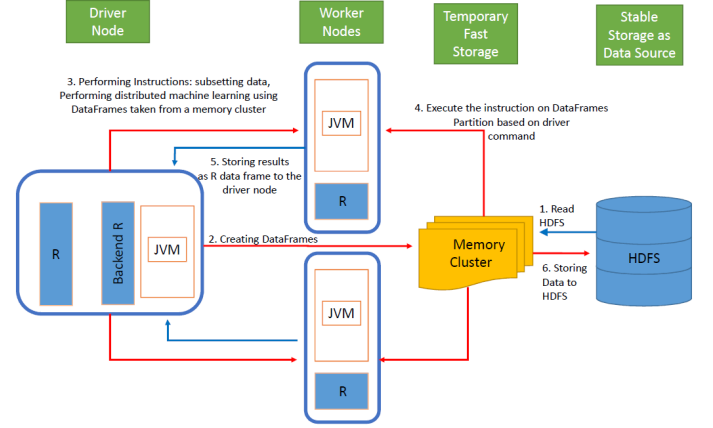 Driver
Node
Worker
Nodes
Temporary
Fast
Storage
Stable
Storage as
Data Source
3. Performing Instructions: subsetting data,
Performing distributed machine learning using
DataFrames taken from a memory cluster
JVM
4. Execute the instruction on DataFrames
Partition based on driver
command
5. Storing results
as R data frame to the
driver node
R
R
Backend R
JVM
2. Creating DataFrames
Memory
Cluster
1. Read
HDFS
HDFS
6. Storing
Data to
HDFS
JVM
R